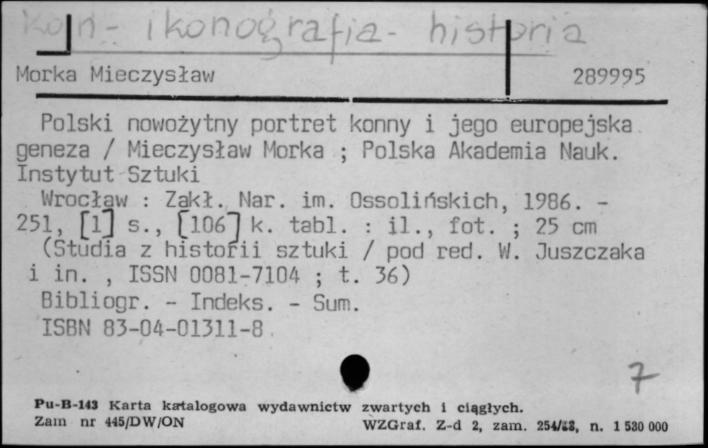 Koń - ikonografia - historia
Morka Mieczysław 289995
Polski nowożytny portret konny i jego europejska
geneza / Mieczysław Morka ; Polska Akademia Nauk.
Instytut Sztuki
Wrocław : Zakł. Nar. im. Ossolińskich, 1986. -
251, [1] s., [106] k. tabl. : il., fot. ; 25 cm
(Studia z historii sztuki / pod red. W. Juszczaka
i in. , ISSN 0081-7104 ; t. 36)
Bibliogr. - Indeks. - Sum.
ISBN 83-04-01311-8
7
Pu-B-143 Karta katalogowa wydawnictw zwartych i ciągłych.
Zam nr 445/DW/ON WZGraf. Z-d 2, zam. 254/83, n. 1 530 000